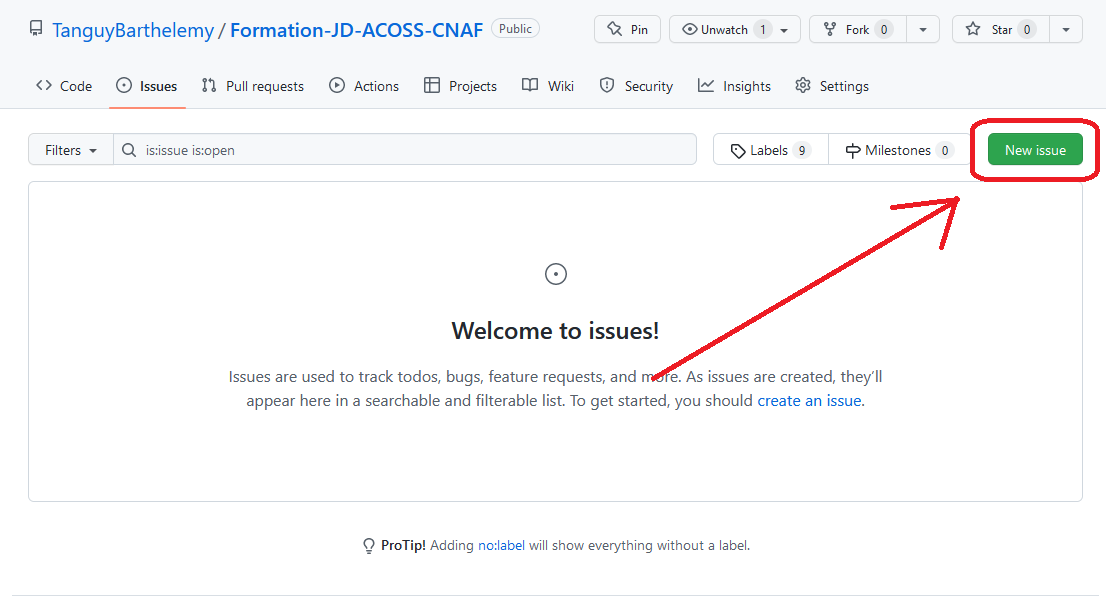 TanguyBarthelemy / Formation-JD-ACOSS-CNAF Public Pin Unwatch 1 Fork 0 Star 0
Code Issues Pull requests Actions Projects Wiki Security Insights Settings
Filters is:issue is:open Labels 9 Milestones 0 New issue
Welcome to issues!
Issues are used to track todos, bugs, feature requests, and more. As issues are created, they’ll
appear here in a searchable and filterable list. To get started, you should create an issue.
ProTip! Adding no:label will show everything without a label.